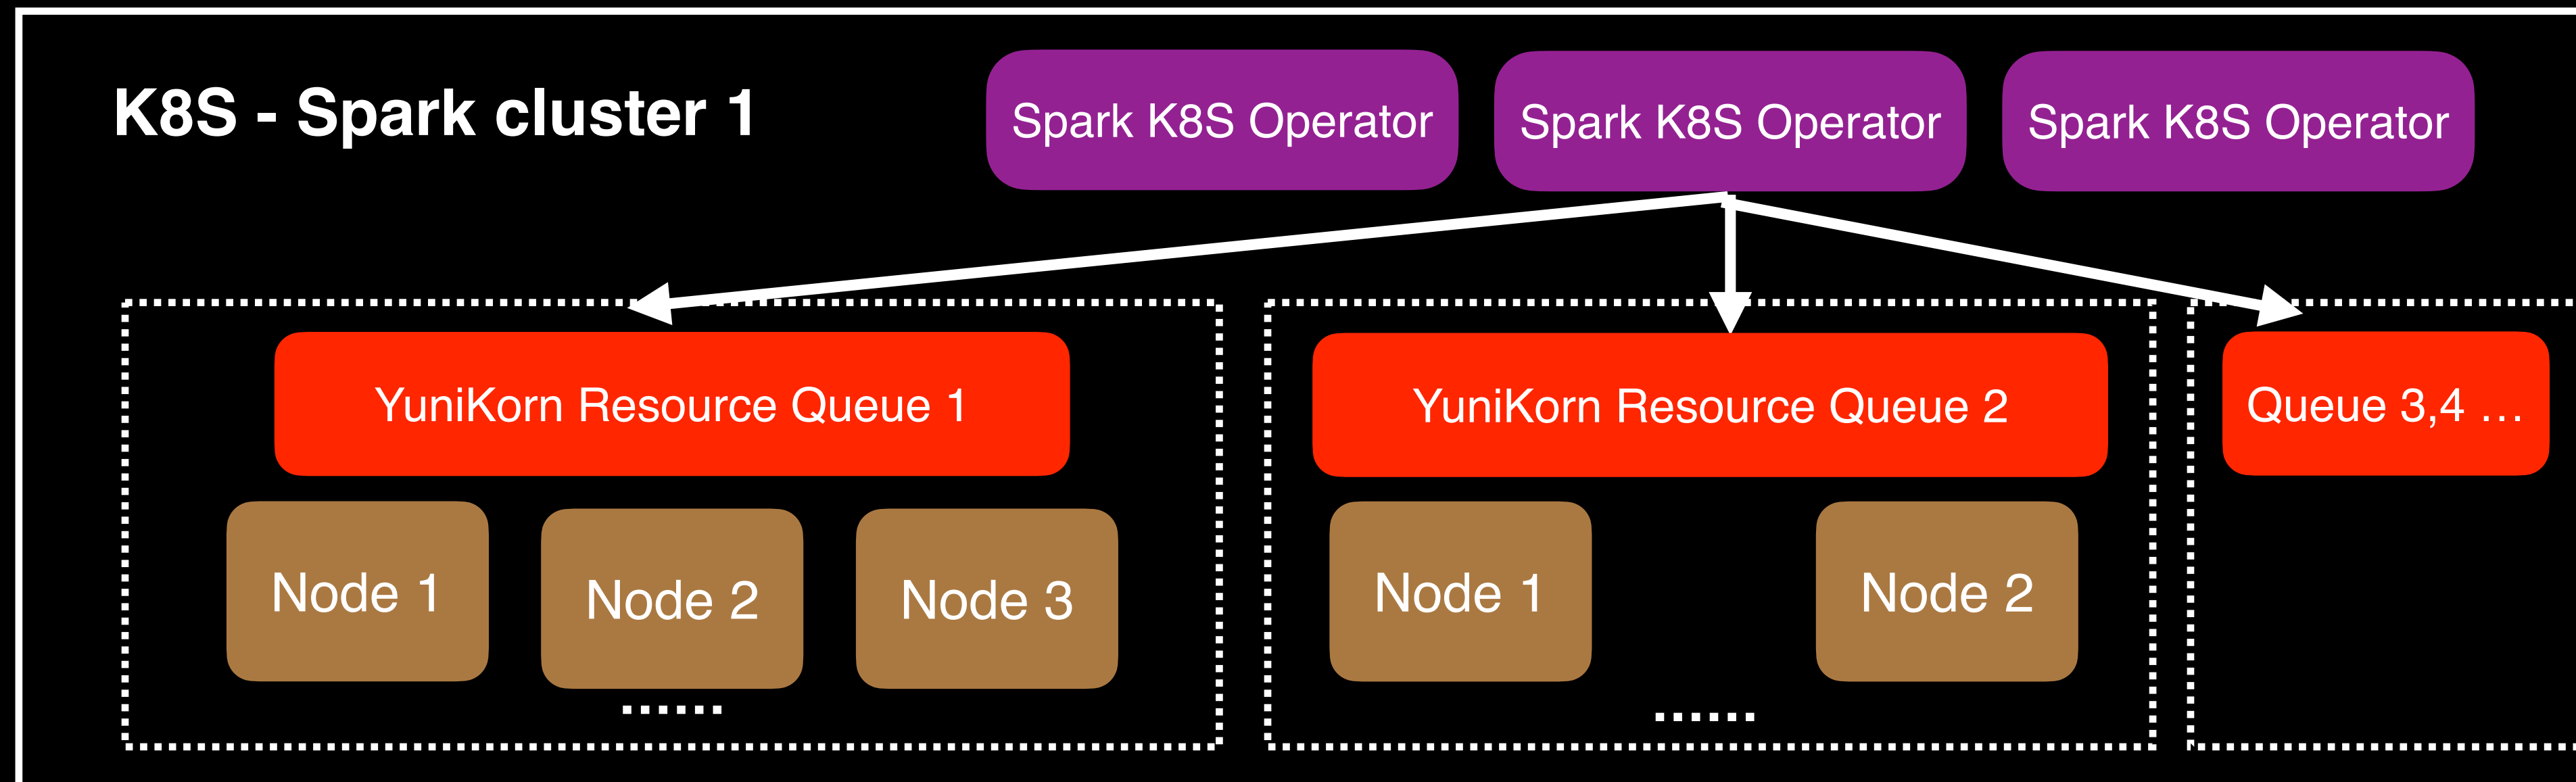 K8S - Spark cluster 1
Spark K8S Operator
Spark K8S Operator
Spark K8S Operator
YuniKorn Resource Queue 1
YuniKorn Resource Queue 2
Queue 3,4 …
Node 1
Node 2
Node 3
Node 1
Node 2
......
......